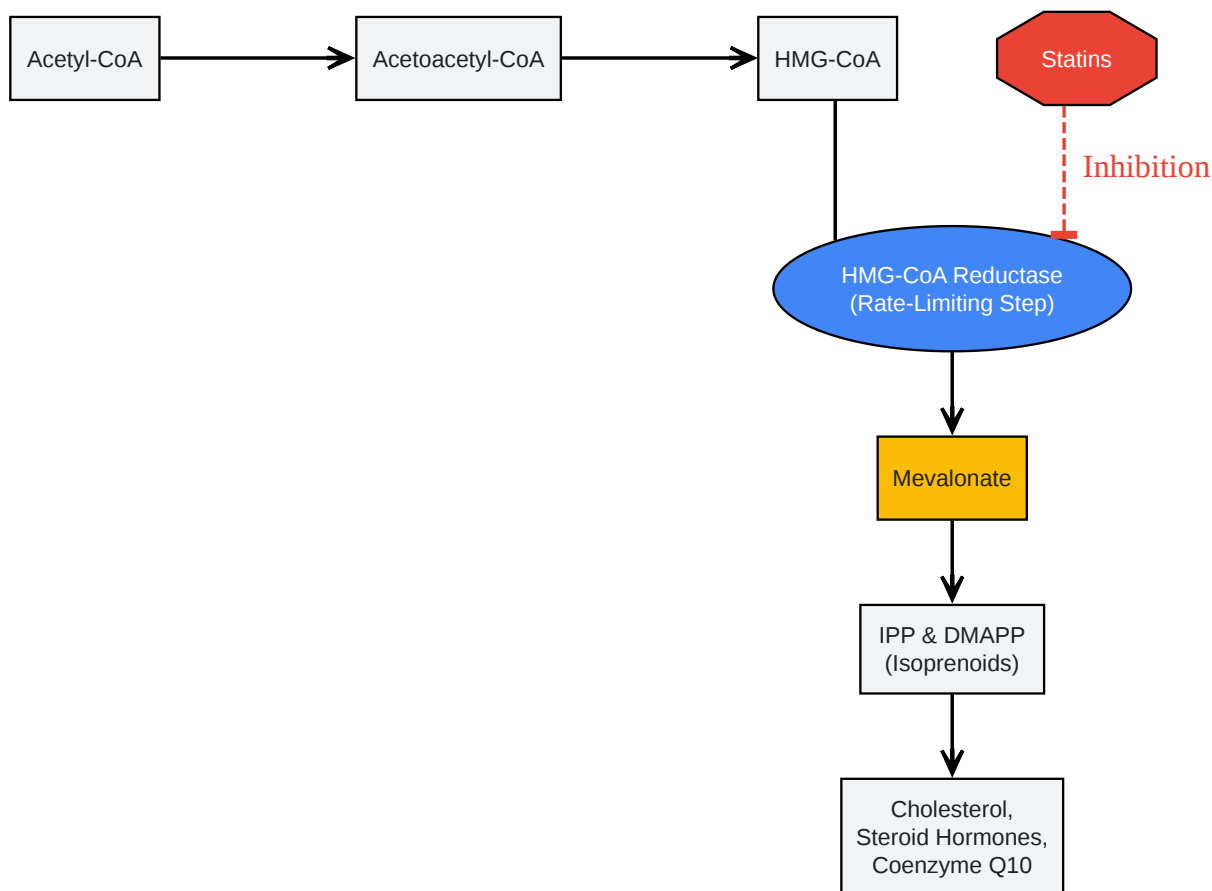 Acetyl-CoA
Acetoacetyl-CoA
HMG-CoA
Statins
Inhibition
HMG-CoA Reductase
(Rate-Limiting Step)
Mevalonate
IPP & DMAPP
(Isoprenoids)
Cholesterol,
Steroid Hormones,
Coenzyme Q10